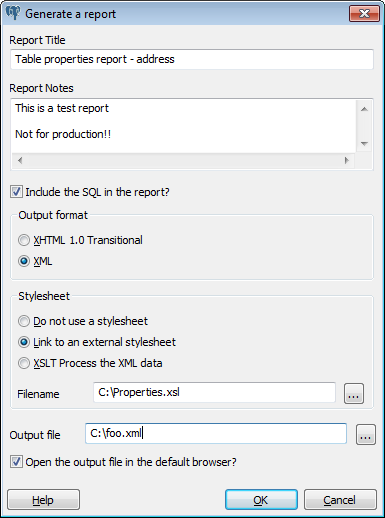 Generate a report
Report Title
Table properties report - address
Report Notes
This is a test report
Not for production!!
Include the SQL in the report?
Output format
XHTML 1.0 Transitional
XML
Stylesheet
Do not use a stylesheet
Link to an external stylesheet
XSLT Process the XML data
Filename C:\Properties.xsl ...
Output file C:\foo.xml ...
Open the output file in the default browser?
Help OK Cancel